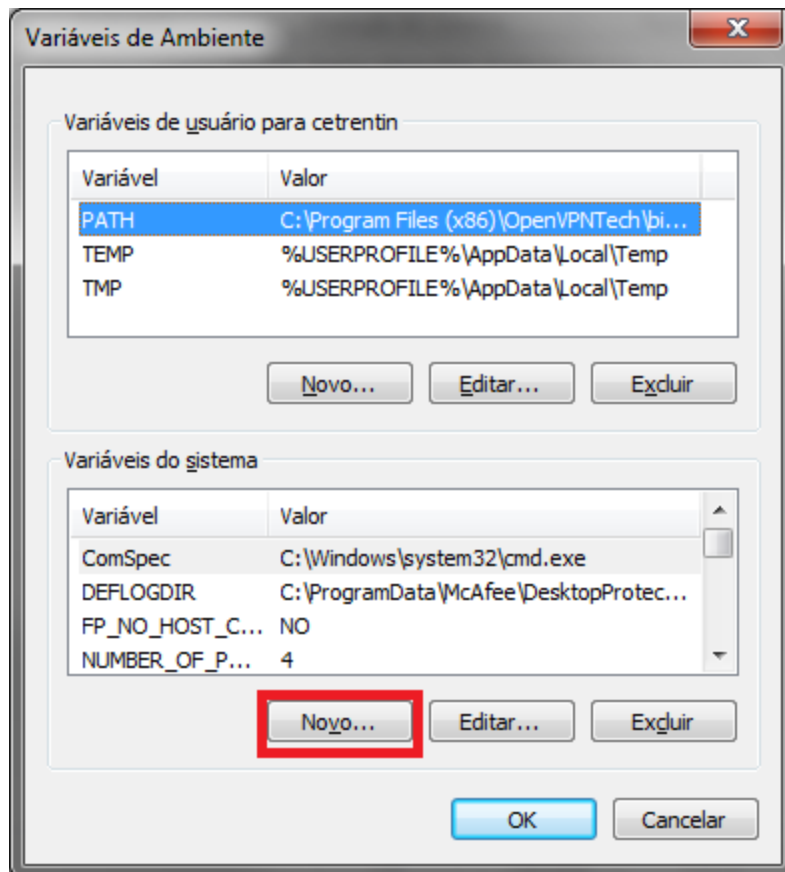 Variáveis de Ambiente
Variáveis de usuário para cetrentin
Variável Valor
PATH C:\Program Files (x86)\OpenVPNTech\bi...
TEMP %USERPROFILE%\AppData\Local\Temp
TMP %USERPROFILE%\AppData\Local\Temp
Novo... Editar... Excluir
Variáveis do sistema
Variável Valor
ComSpec C:\Windows\system32\cmd.exe
DEFLOGDIR C:\ProgramData\McAfee\DesktopProtec...
FP_NO_HOST_C... NO
NUMBER_OF_P... 4
Novo... Editar... Excluir
OK Cancelar